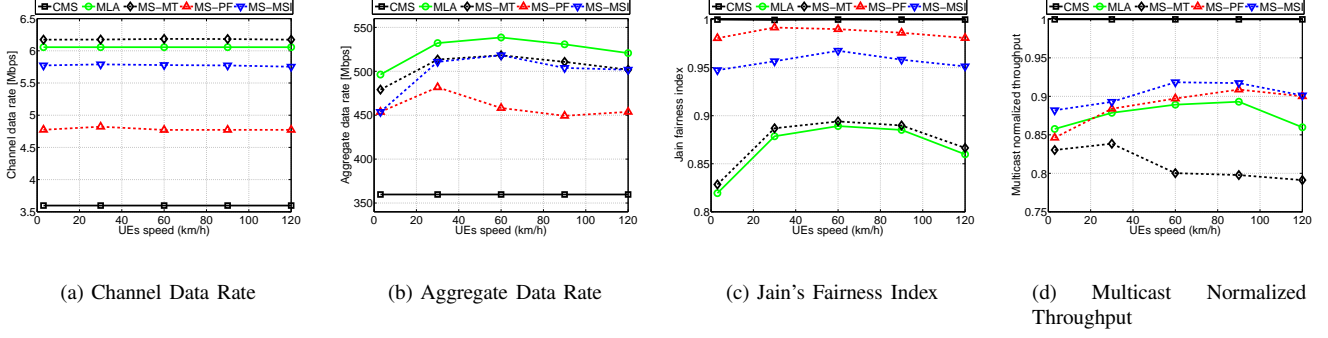 CMS MLA MS−MT MS−PF MS−MSI
6.5
6
5.5
5
4.5
4
3.5
0 20 40 60 80 100 120
Channel data rate [Mbps]
UEs speed (km/h)
(a) Channel Data Rate
CMS MLA MS−MT MS−PF MS−MSI
550
500
450
400
350
0 20 40 60 80 100 120
Aggregate data rate [Mbps]
UEs speed (km/h)
(b) Aggregate Data Rate
CMS MLA MS−MT MS−PF MS−MSI
1
0.95
0.9
0.85
0.8
0 20 40 60 80 100 120
Jain fairness index
UEs speed (km/h)
(c) Jain's Fairness Index
CMS MLA MS−MT MS−PF MS−MSI
1
0.95
0.9
0.85
0.8
0.75
0 20 40 60 80 100 120
Multicast normalized throughput
UEs speed (km/h)
(d) Multicast Normalized
Throughput